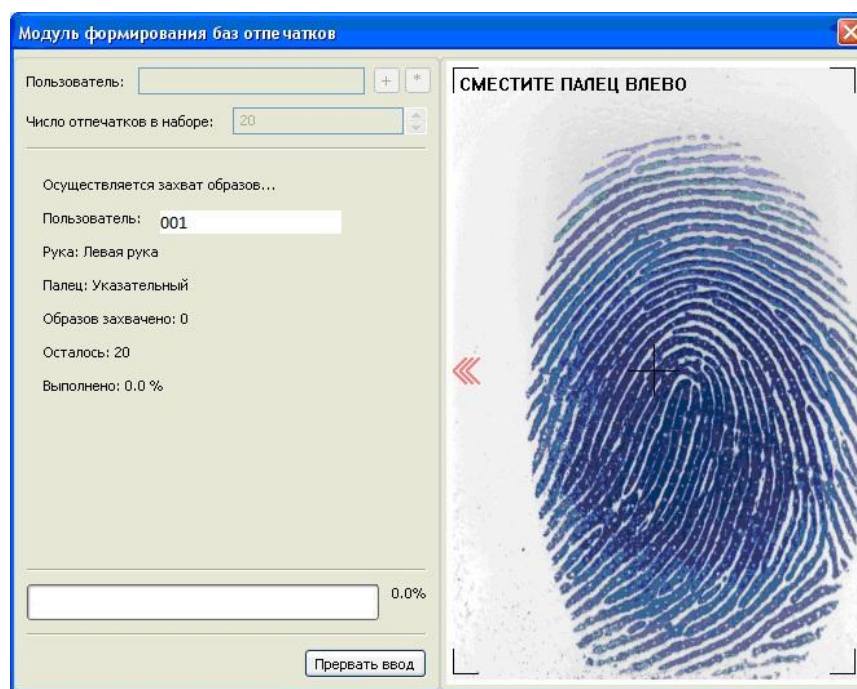 Модуль формирования баз отпечатков
Пользователь: + *
Число отпечатков в наборе: 20
Осуществляется захват образов...
Пользователь: 001
Рука: Левая рука
Палец: Указательный
Образов захвачено: 0
Осталось: 20
Выполнено: 0.0 %
0.0%
Прервать ввод
СМЕСТИТЕ ПАЛЕЦ ВЛЕВО